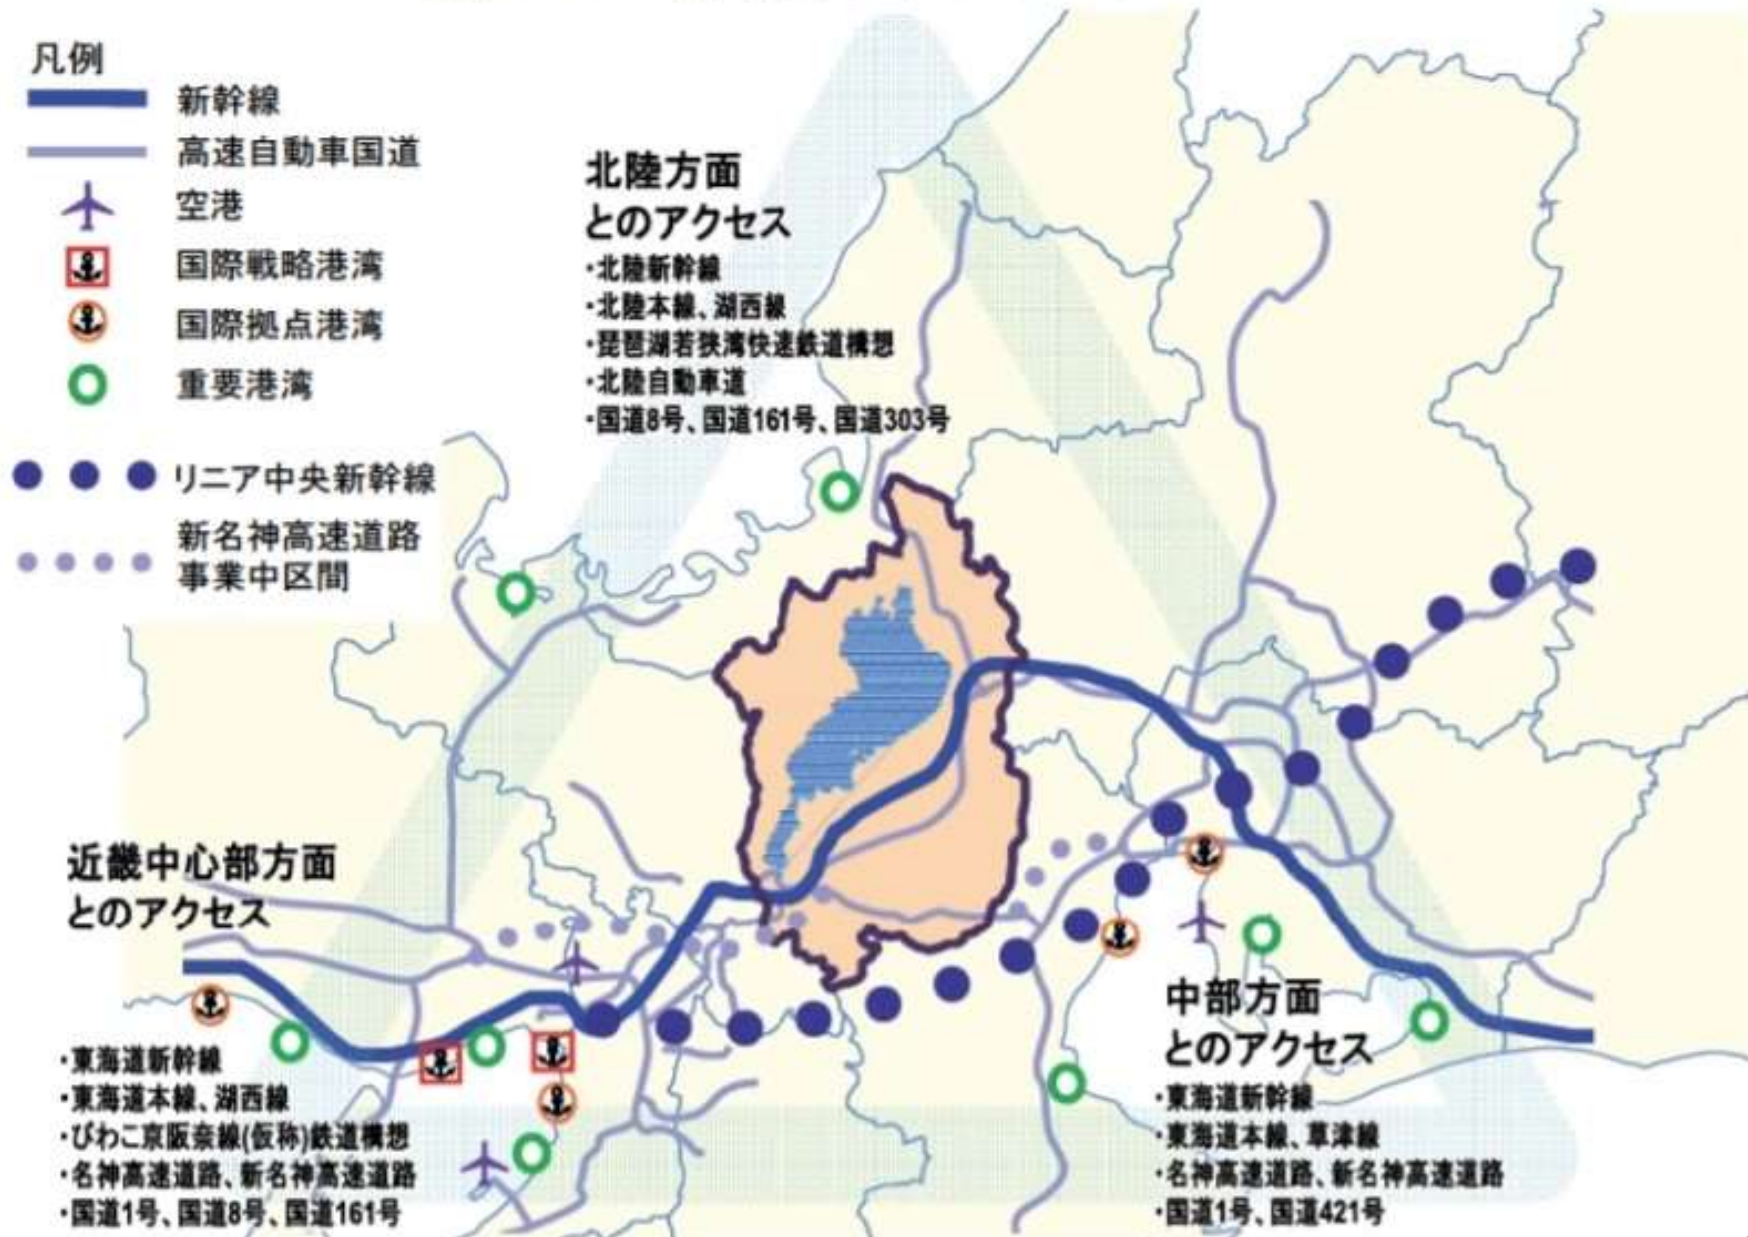 凡例
新幹線
高速自動車国道
空港
国際戦略港湾
国際拠点港湾
重要港湾
リニア中央新幹線
新名神高速道路
事業中区間
北陸方面
とのアクセス
・北陸新幹線
・北陸本線、湖西線
・琵琶湖若狭湾快速鉄道構想
・北陸自動車道
・国道8号、国道161号、国道303号
近畿中心部方面
とのアクセス
・東海道新幹線
・東海道本線、湖西線
・びわこ京阪奈線(仮称)鉄道構想
・名神高速道路、新名神高速道路
・国道1号、国道8号、国道161号
中部方面
とのアクセス
・東海道新幹線
・東海道本線、草津線
・名神高速道路、新名神高速道路
・国道1号、国道421号